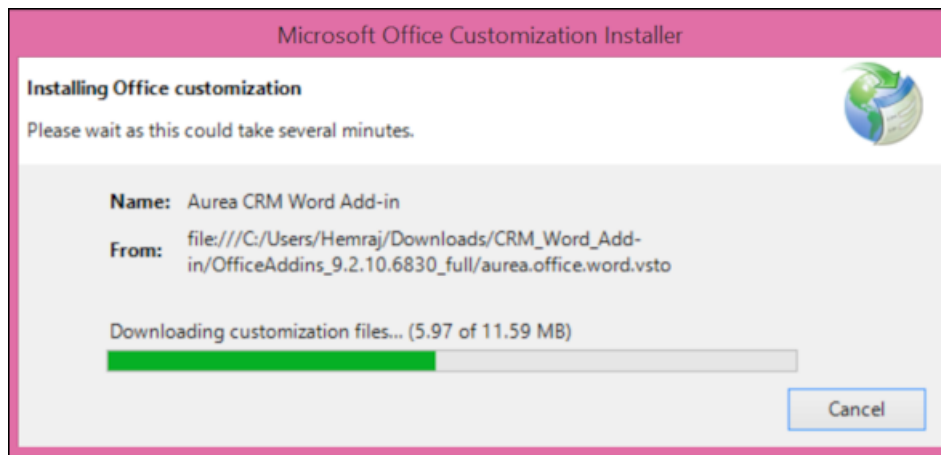 Microsoft Office Customization Installer
Installing Office customization
Please wait as this could take several minutes.
Name: Aurea CRM Word Add-in
From: file:///C:/Users/Hemraj/Downloads/CRM_Word_Add-
in/OfficeAddins_9.2.10.6830_full/aurea.office.word.vsto
Downloading customization files... (5.97 of 11.59 MB)
Cancel